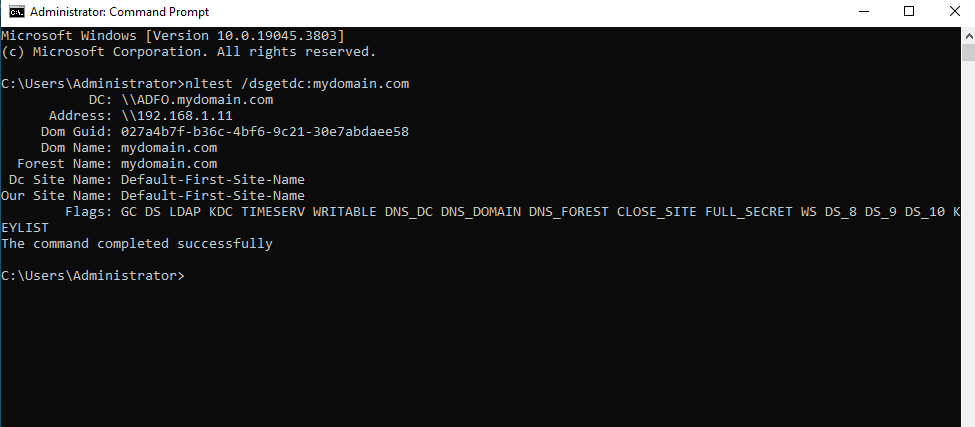 Administrator: Command Prompt
Microsoft Windows [Version 10.0.19045.3803]
(c) Microsoft Corporation. All rights reserved.
C:\Users\Administrator>nltest /dsgetdc:mydomain.com
DC: \\ADFO.mydomain.com
Address: \\192.168.1.11
Dom Guid: 027a4b7f-b36c-4bf6-9c21-30e7abdaee58
Dom Name: mydomain.com
Forest Name: mydomain.com
Dc Site Name: Default-First-Site-Name
Our Site Name: Default-First-Site-Name
Flags: GC DS LDAP KDC TIMESERV WRITABLE DNS_DC DNS_DOMAIN DNS_FOREST CLOSE_SITE FULL_SECRET WS DS_8 DS_9 DS_10 K
EYLIST
The command completed successfully
C:\Users\Administrator>